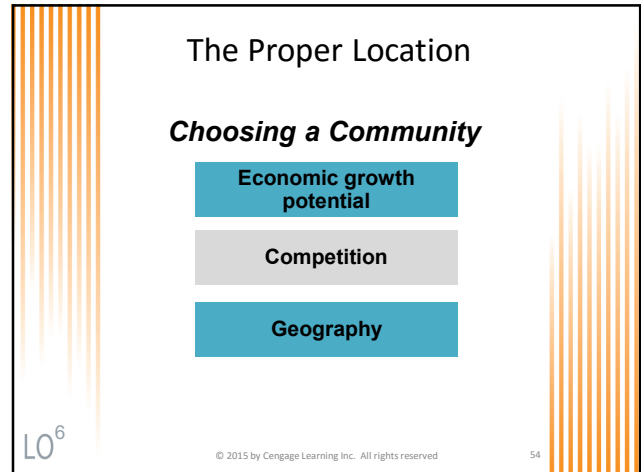 The Proper Location
Choosing a Community
Economic growth
potential
Competition
Geography
LO6
© 2015 by Cengage Learning Inc. All rights reserved
54